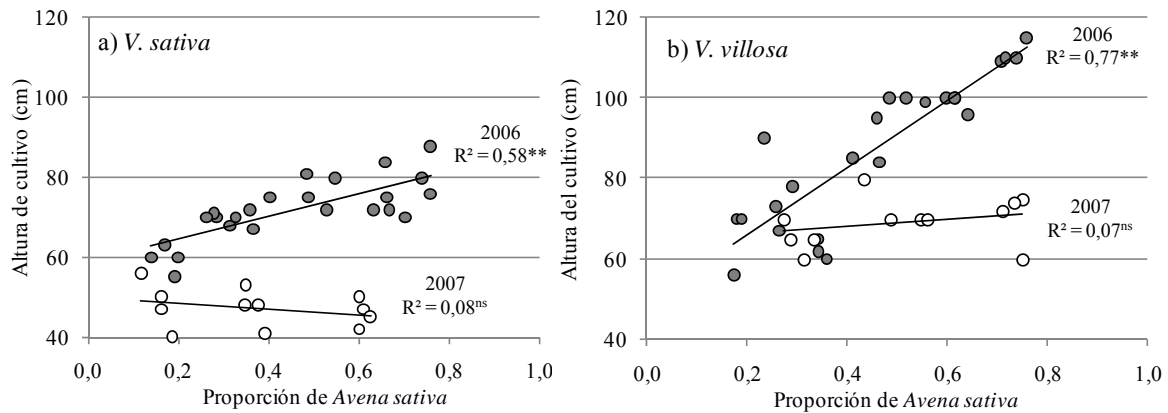 a) V. sativa
Altura de cultivo (cm)
120
100
80
60
40
2006
R² = 0,58**
2007
R² = 0,08ns
0,0 0,2 0,4 0,6 0,8 1,0
Proporción de Avena sativa
b) V. villosa
Altura del cultivo (cm)
120
100
80
60
40
2006
R² = 0,77**
2007
R² = 0,07ns
0,0 0,2 0,4 0,6 0,8 1,0
Proporción de Avena sativa